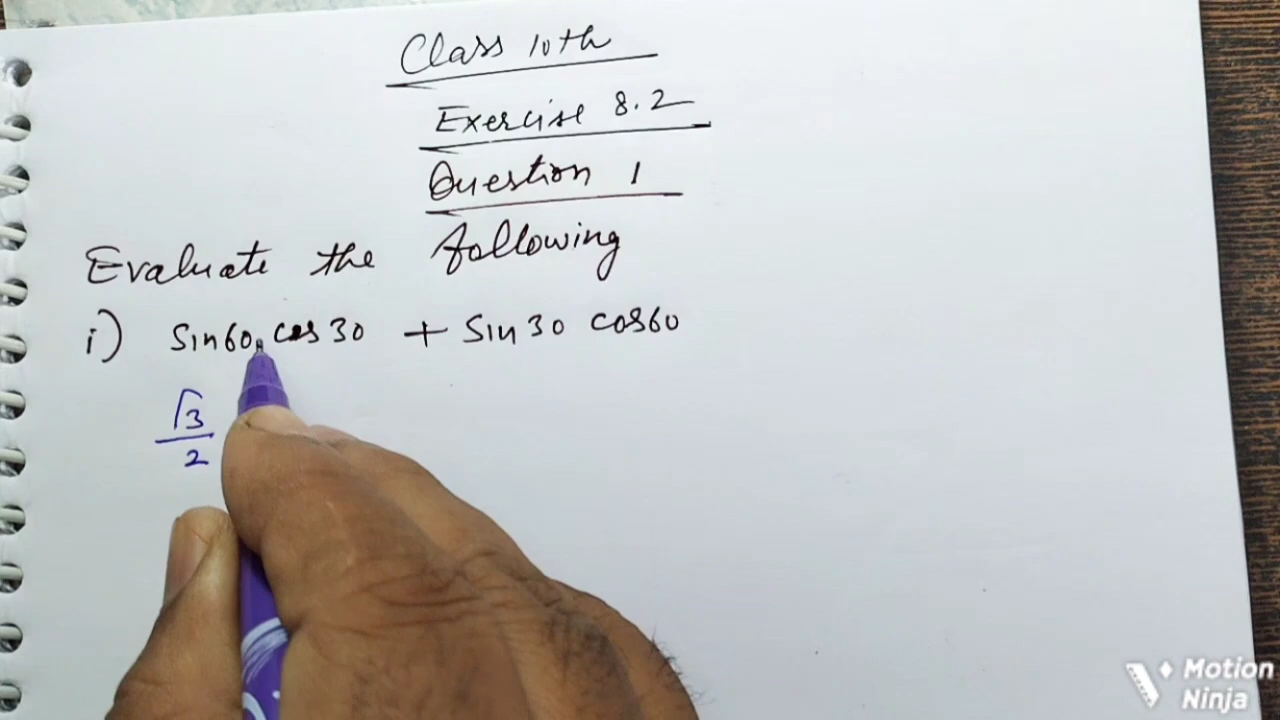 Class 10th
Exercise 8.2
Question 1
Evaluate the following
i) Sin60.cos30 + Sin30 cos60
√3/2
Motion
Ninja